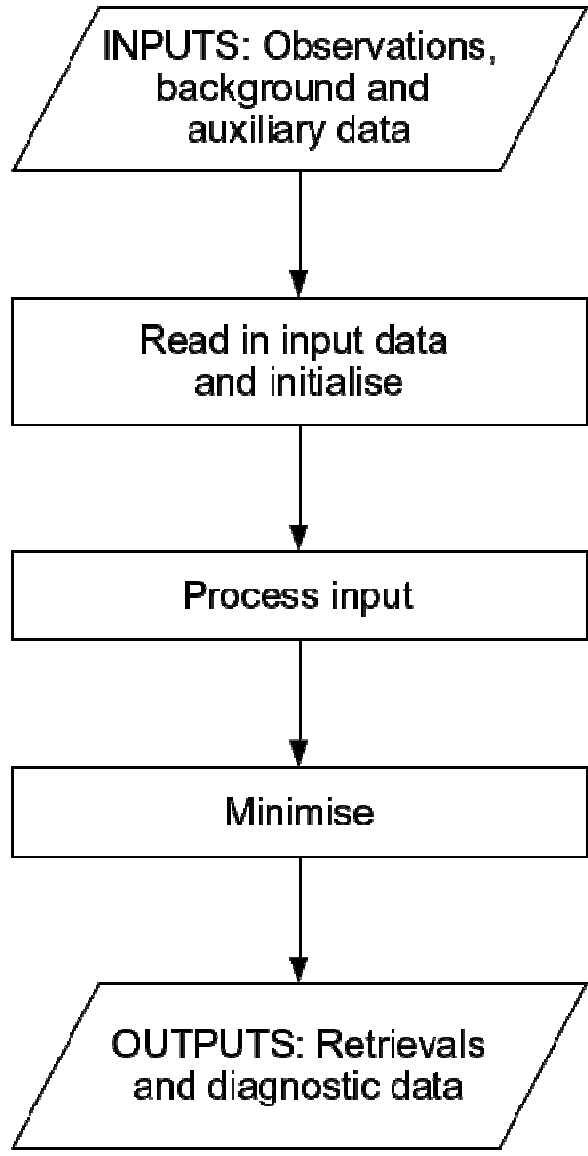 INPUTS: Observations,
background and
auxiliary data
Read in input data
and initialise
Process input
Minimise
OUTPUTS: Retrievals
and diagnostic data